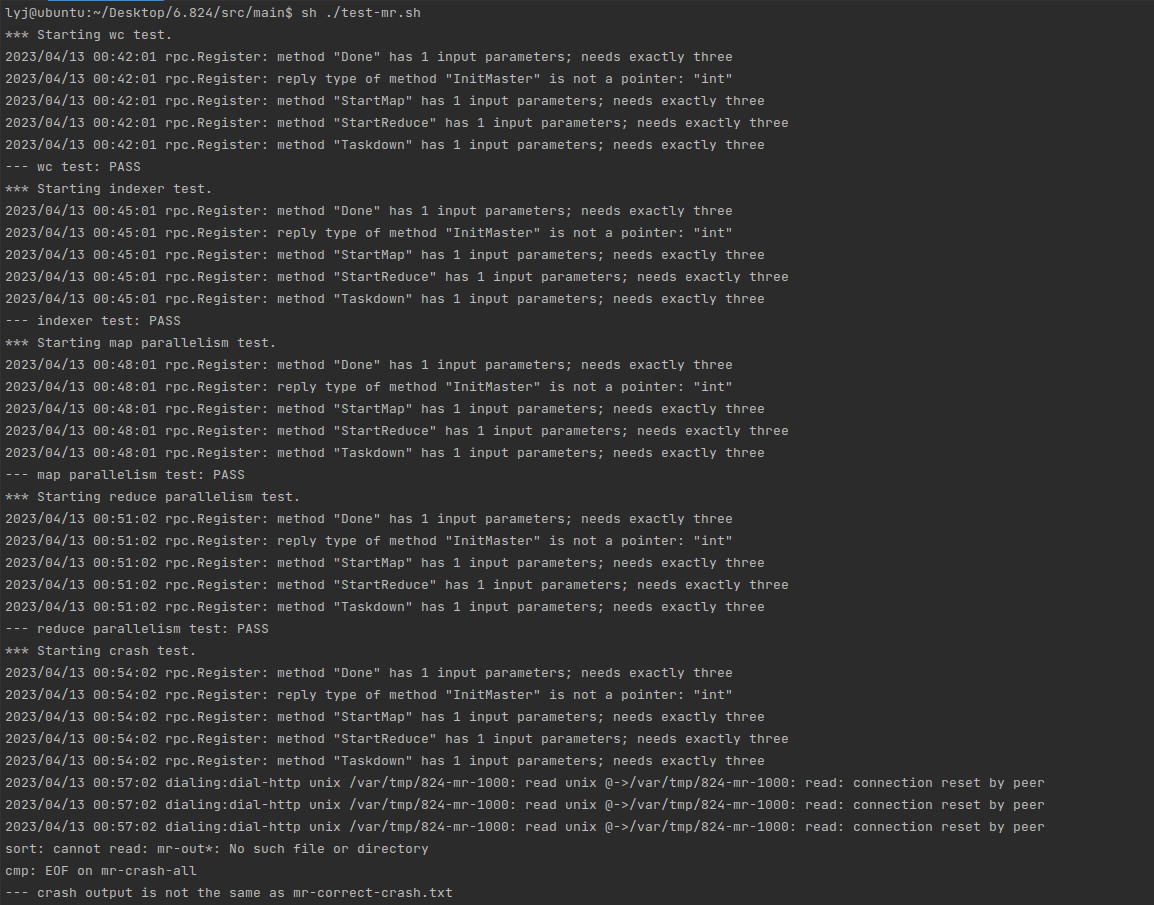 lyj@ubuntu:~/Desktop/6.824/src/main$ sh ./test-mr.sh
*** Starting wc test.
2023/04/13 00:42:01 rpc.Register: method "Done" has 1 input parameters; needs exactly three
2023/04/13 00:42:01 rpc.Register: reply type of method "InitMaster" is not a pointer: "int"
2023/04/13 00:42:01 rpc.Register: method "StartMap" has 1 input parameters; needs exactly three
2023/04/13 00:42:01 rpc.Register: method "StartReduce" has 1 input parameters; needs exactly three
2023/04/13 00:42:01 rpc.Register: method "Taskdown" has 1 input parameters; needs exactly three
--- wc test: PASS
*** Starting indexer test.
2023/04/13 00:45:01 rpc.Register: method "Done" has 1 input parameters; needs exactly three
2023/04/13 00:45:01 rpc.Register: reply type of method "InitMaster" is not a pointer: "int"
2023/04/13 00:45:01 rpc.Register: method "StartMap" has 1 input parameters; needs exactly three
2023/04/13 00:45:01 rpc.Register: method "StartReduce" has 1 input parameters; needs exactly three
2023/04/13 00:45:01 rpc.Register: method "Taskdown" has 1 input parameters; needs exactly three
--- indexer test: PASS
*** Starting map parallelism test.
2023/04/13 00:48:01 rpc.Register: method "Done" has 1 input parameters; needs exactly three
2023/04/13 00:48:01 rpc.Register: reply type of method "InitMaster" is not a pointer: "int"
2023/04/13 00:48:01 rpc.Register: method "StartMap" has 1 input parameters; needs exactly three
2023/04/13 00:48:01 rpc.Register: method "StartReduce" has 1 input parameters; needs exactly three
2023/04/13 00:48:01 rpc.Register: method "Taskdown" has 1 input parameters; needs exactly three
--- map parallelism test: PASS
*** Starting reduce parallelism test.
2023/04/13 00:51:02 rpc.Register: method "Done" has 1 input parameters; needs exactly three
2023/04/13 00:51:02 rpc.Register: reply type of method "InitMaster" is not a pointer: "int"
2023/04/13 00:51:02 rpc.Register: method "StartMap" has 1 input parameters; needs exactly three
2023/04/13 00:51:02 rpc.Register: method "StartReduce" has 1 input parameters; needs exactly three
2023/04/13 00:51:02 rpc.Register: method "Taskdown" has 1 input parameters; needs exactly three
--- reduce parallelism test: PASS
*** Starting crash test.
2023/04/13 00:54:02 rpc.Register: method "Done" has 1 input parameters; needs exactly three
2023/04/13 00:54:02 rpc.Register: reply type of method "InitMaster" is not a pointer: "int"
2023/04/13 00:54:02 rpc.Register: method "StartMap" has 1 input parameters; needs exactly three
2023/04/13 00:54:02 rpc.Register: method "StartReduce" has 1 input parameters; needs exactly three
2023/04/13 00:54:02 rpc.Register: method "Taskdown" has 1 input parameters; needs exactly three
2023/04/13 00:57:02 dialing:dial-http unix /var/tmp/824-mr-1000: read unix @->/var/tmp/824-mr-1000: read: connection reset by peer
2023/04/13 00:57:02 dialing:dial-http unix /var/tmp/824-mr-1000: read unix @->/var/tmp/824-mr-1000: read: connection reset by peer
2023/04/13 00:57:02 dialing:dial-http unix /var/tmp/824-mr-1000: read unix @->/var/tmp/824-mr-1000: read: connection reset by peer
sort: cannot read: mr-out*: No such file or directory
cmp: EOF on mr-crash-all
--- crash output is not the same as mr-correct-crash.txt